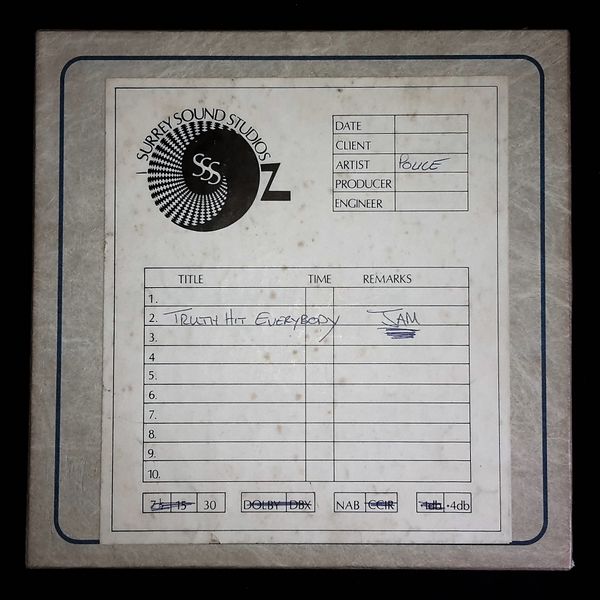 SURREY SOUND STUDIOS
SSS
DATE
CLIENT
ARTIST POLICE
PRODUCER
ENGINEER
TITLE TIME REMARKS
1.
2. TRUTH HIT EVERYBODY JAM
3.
4.
5.
6.
7.
8.
9.
10.
7½ 15 30 DOLBY DBX NAB CCIR +4db